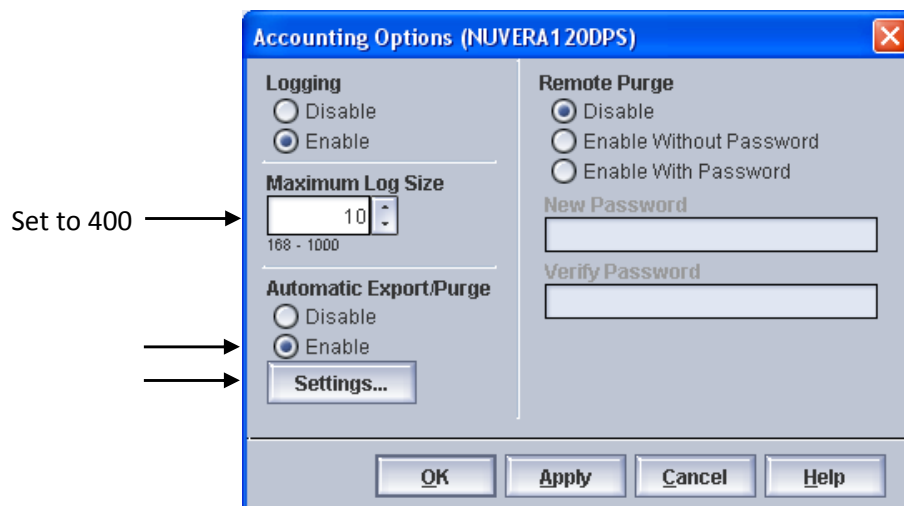 Accounting Options (NUVERA120DPS)
Logging
Disable
Enable
Maximum Log Size
Set to 400
10
168 - 1000
Automatic Export/Purge
Disable
Enable
Settings...
Remote Purge
Disable
Enable Without Password
Enable With Password
New Password
Verify Password
OK
Apply
Cancel
Help